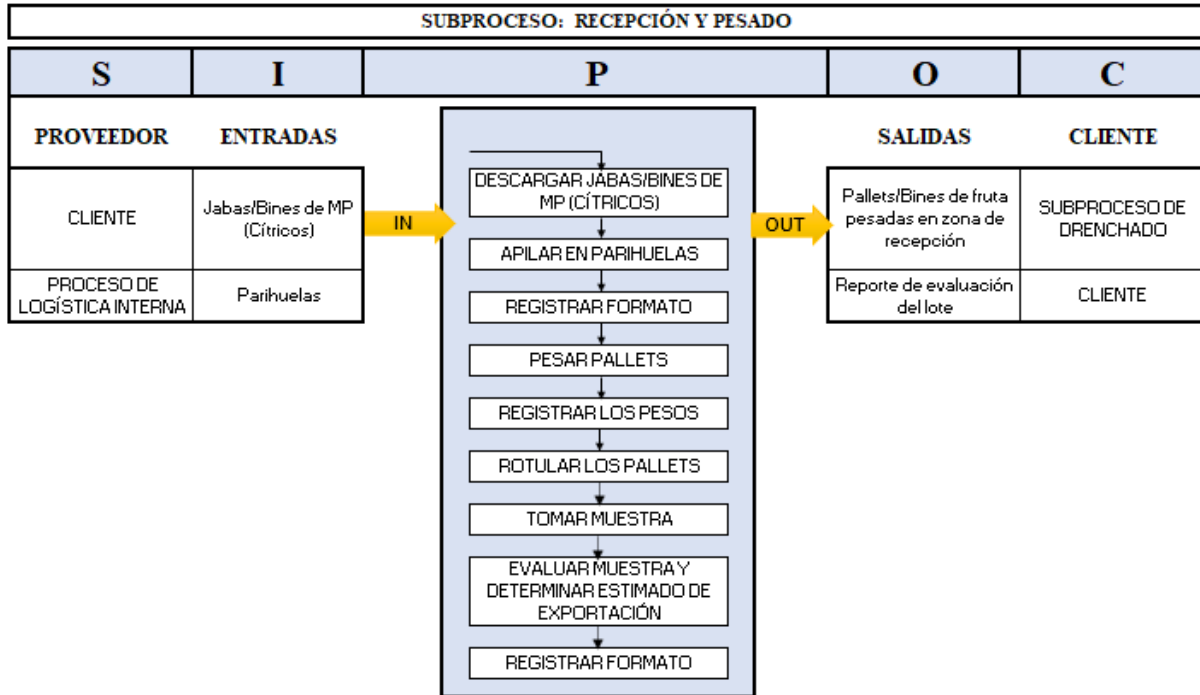 SUBPROCESO: RECEPCIÓN Y PESADO
S
I
P
O
C
PROVEEDOR
ENTRADAS
SALIDAS
CLIENTE
CLIENTE
Jabas/Bines de MP
(Cítricos)
PROCESO DE
LOGÍSTICA INTERNA
Parihuelas
IN
DESCARGAR JABAS/BINES DE
MP (CÍTRICOS)
APILAR EN PARIHUELAS
REGISTRAR FORMATO
PESAR PALLETS
REGISTRAR LOS PESOS
ROTULAR LOS PALLETS
TOMAR MUESTRA
EVALUAR MUESTRA Y
DETERMINAR ESTIMADO DE
EXPORTACIÓN
REGISTRAR FORMATO
OUT
Pallets/Bines de fruta
pesadas en zona de
recepción
SUBPROCESO DE
DRENCHADO
Reporte de evaluación
del lote
CLIENTE